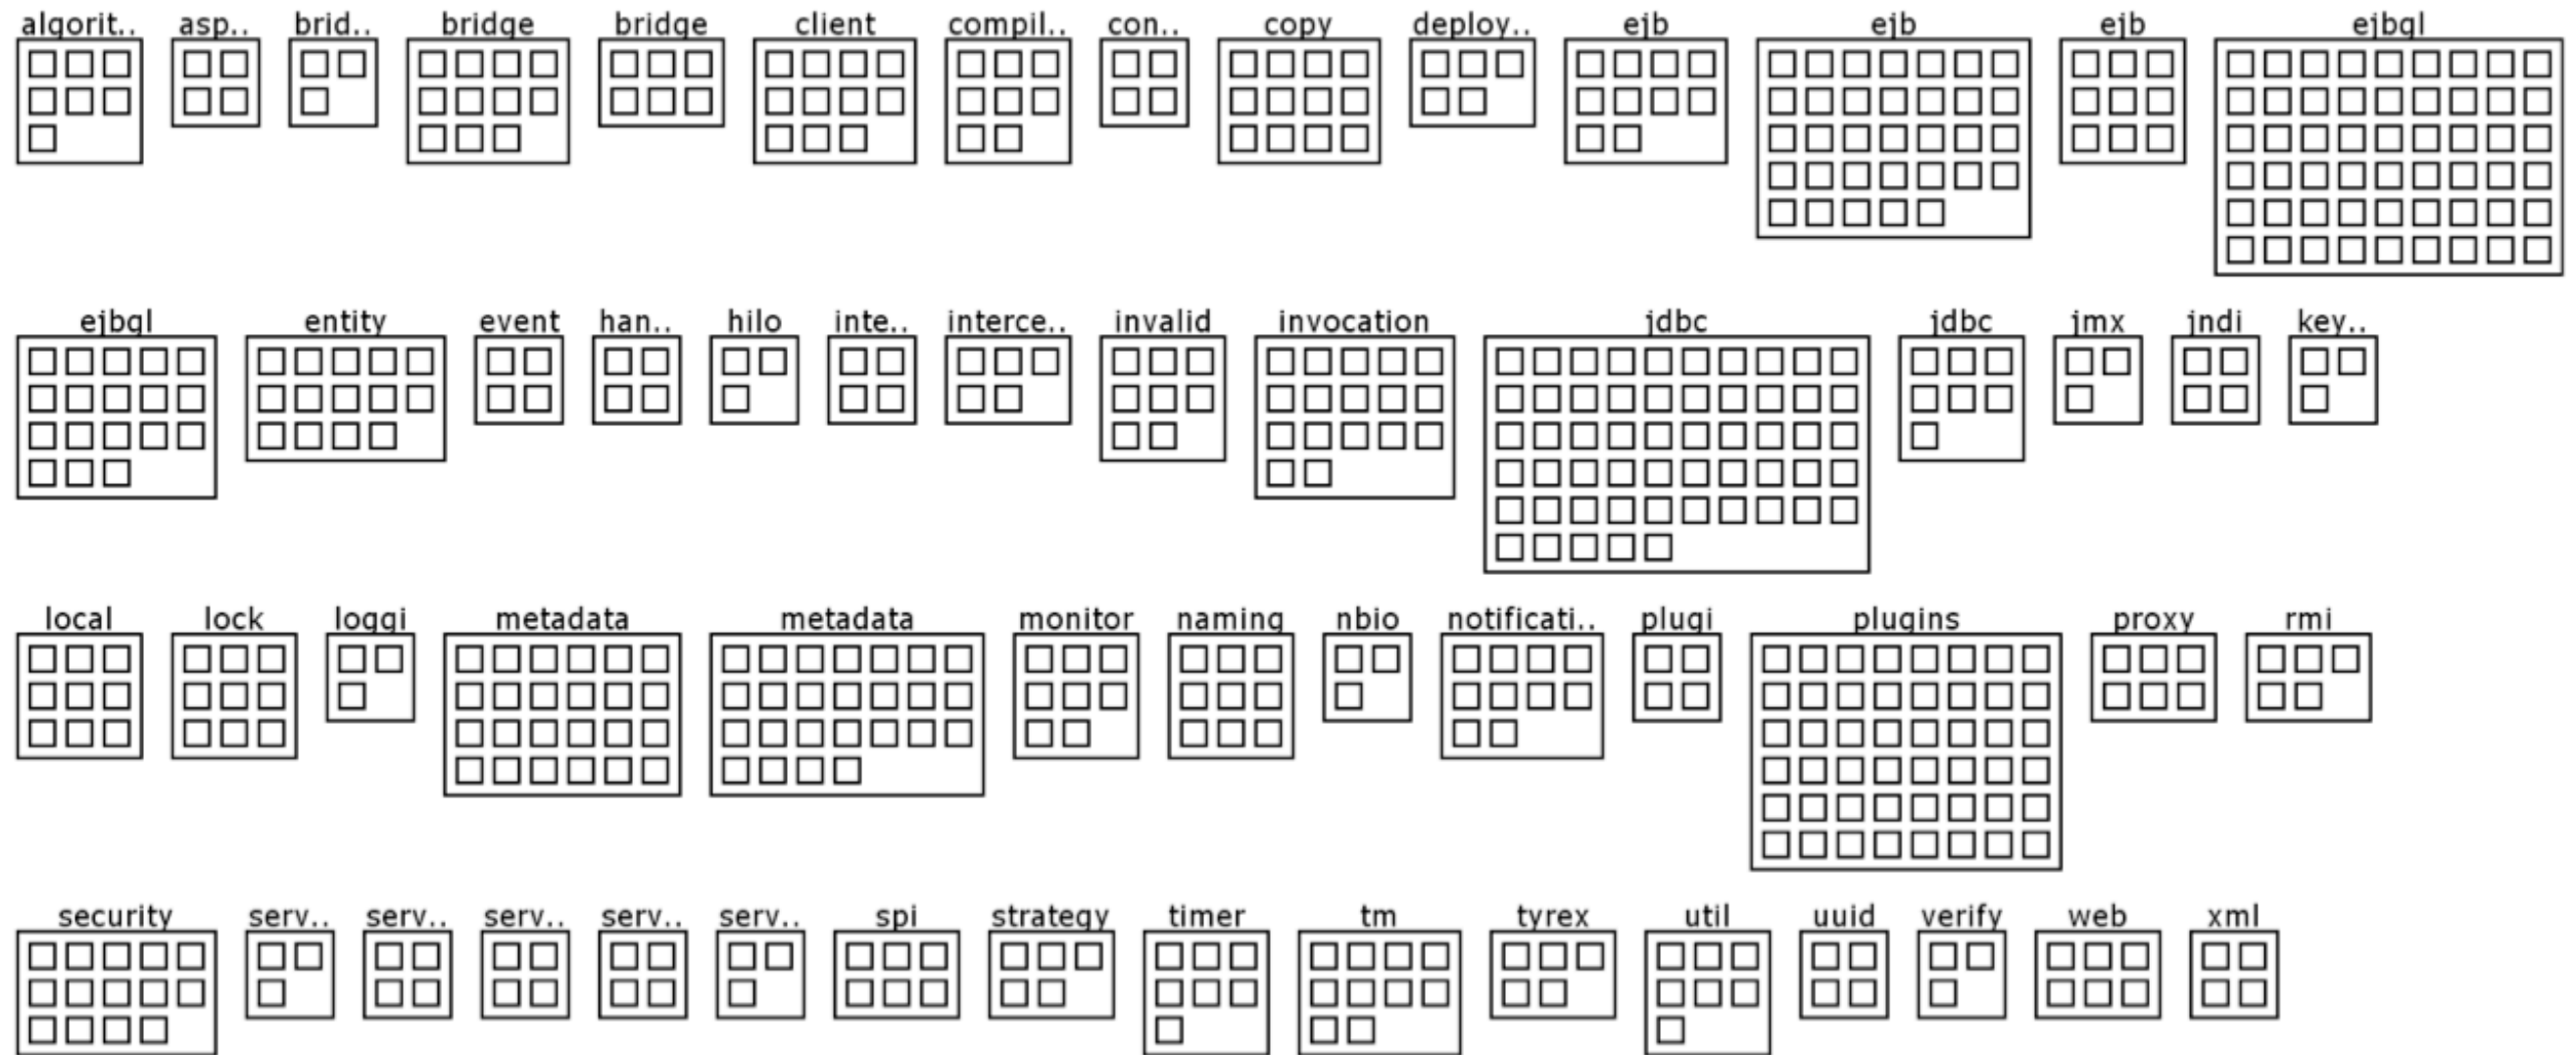 algorit.. asp.. brid.. bridge bridge client compil.. con.. copy deploy.. ejb ejb ejb ejbql
ejbql entity event han.. hilo inte.. interce.. invalid invocation jdbc jdbc jmx jndi key..
local lock loggi metadata metadata monitor naming nbio notificati.. plugi plugins proxy rmi
security serv.. serv.. serv.. serv.. serv.. spi strategy timer tm tyrex util uuid verify web xml